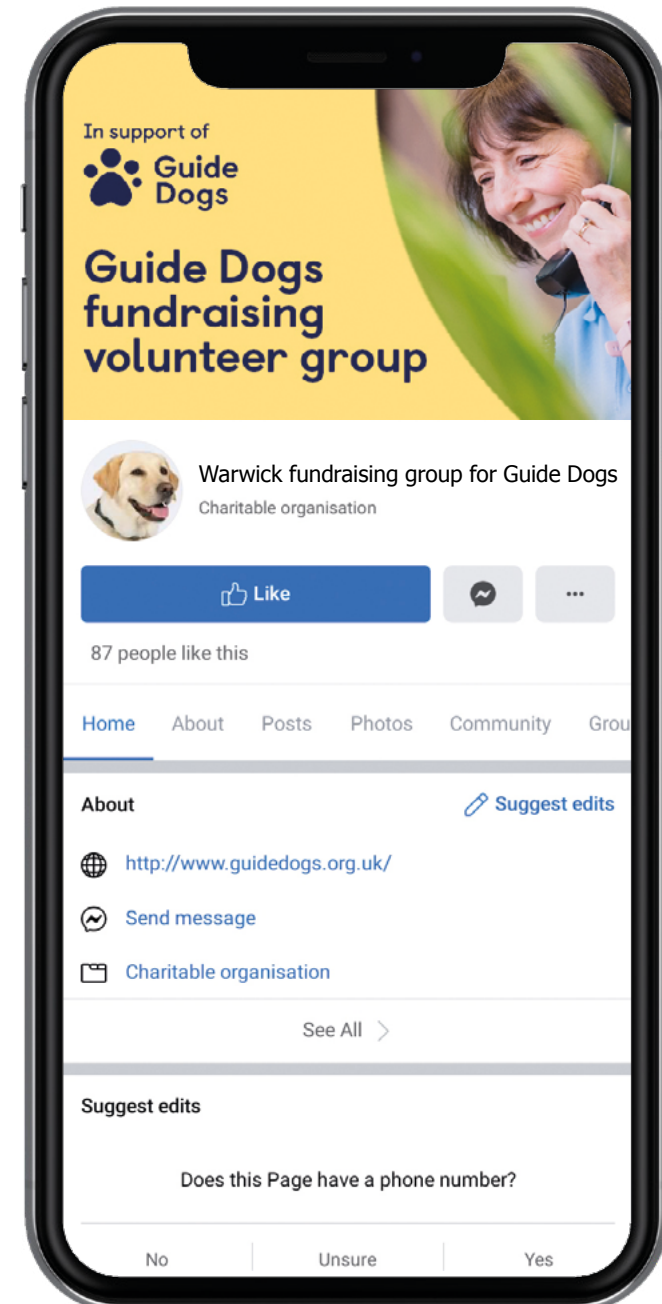 In support of
Guide
Dogs
Guide Dogs
fundraising
volunteer group
Warwick fundraising group for Guide Dogs
Charitable organisation
Like
87 people like this
Home About Posts Photos Community Grou
About Suggest edits
http://www.guidedogs.org.uk/
Send message
Charitable organisation
See All
Suggest edits
Does this Page have a phone number?
No Unsure Yes